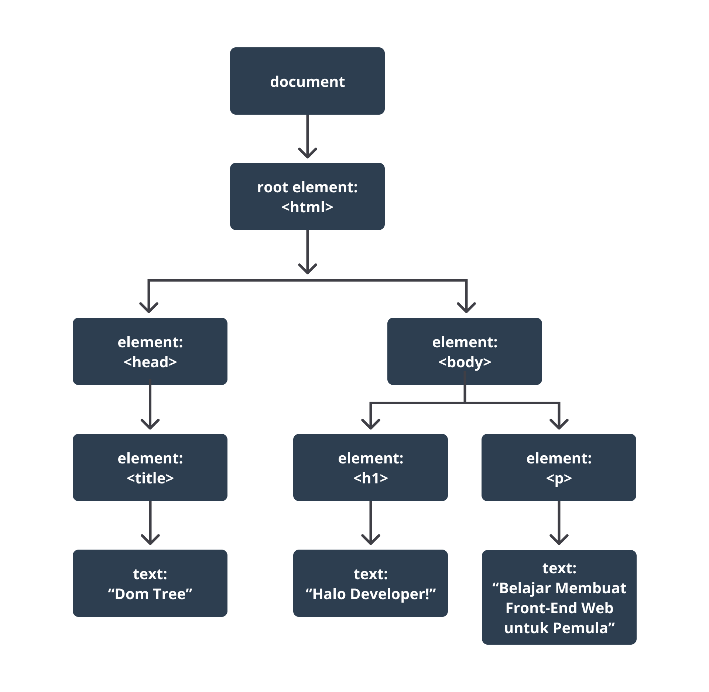 document
root element:
<html>
element:
<head>
element:
<body>
element:
<title>
element:
<h1>
element:
<p>
text:
“Dom Tree”
text:
“Halo Developer!”
text:
“Belajar Membuat
Front-End Web
untuk Pemula”